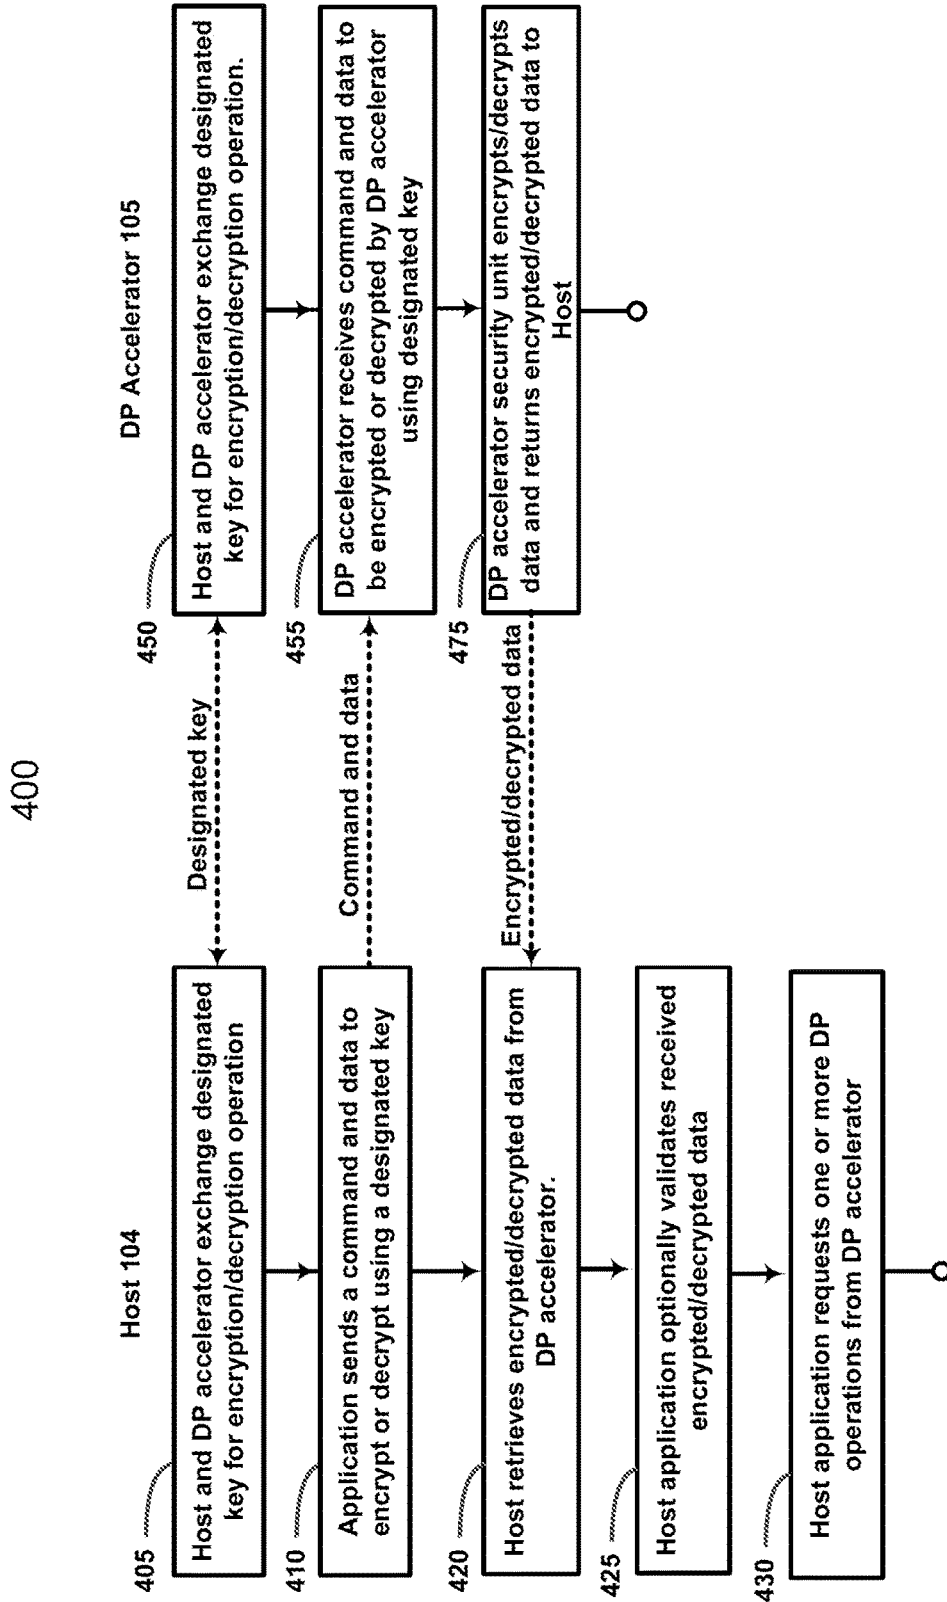 400
Host 104
405
Host and DP accelerator exchange designated
key for encryption/decryption operation
410
Application sends a command and data to
encrypt or decrypt using a designated key
420
Host retrieves encrypted/decrypted data from
DP accelerator.
425
Host application optionally validates received
encrypted/decrypted data
430
Host application requests one or more DP
operations from DP accelerator
Designated key
Command and data
Encrypted/decrypted data
DP Accelerator 105
450
Host and DP accelerator exchange designated
key for encryption/decryption operation.
455
DP accelerator receives command and data to
be encrypted or decrypted by DP accelerator
using designated key
475
DP accelerator security unit encrypts/decrypts
data and returns encrypted/decrypted data to
Host